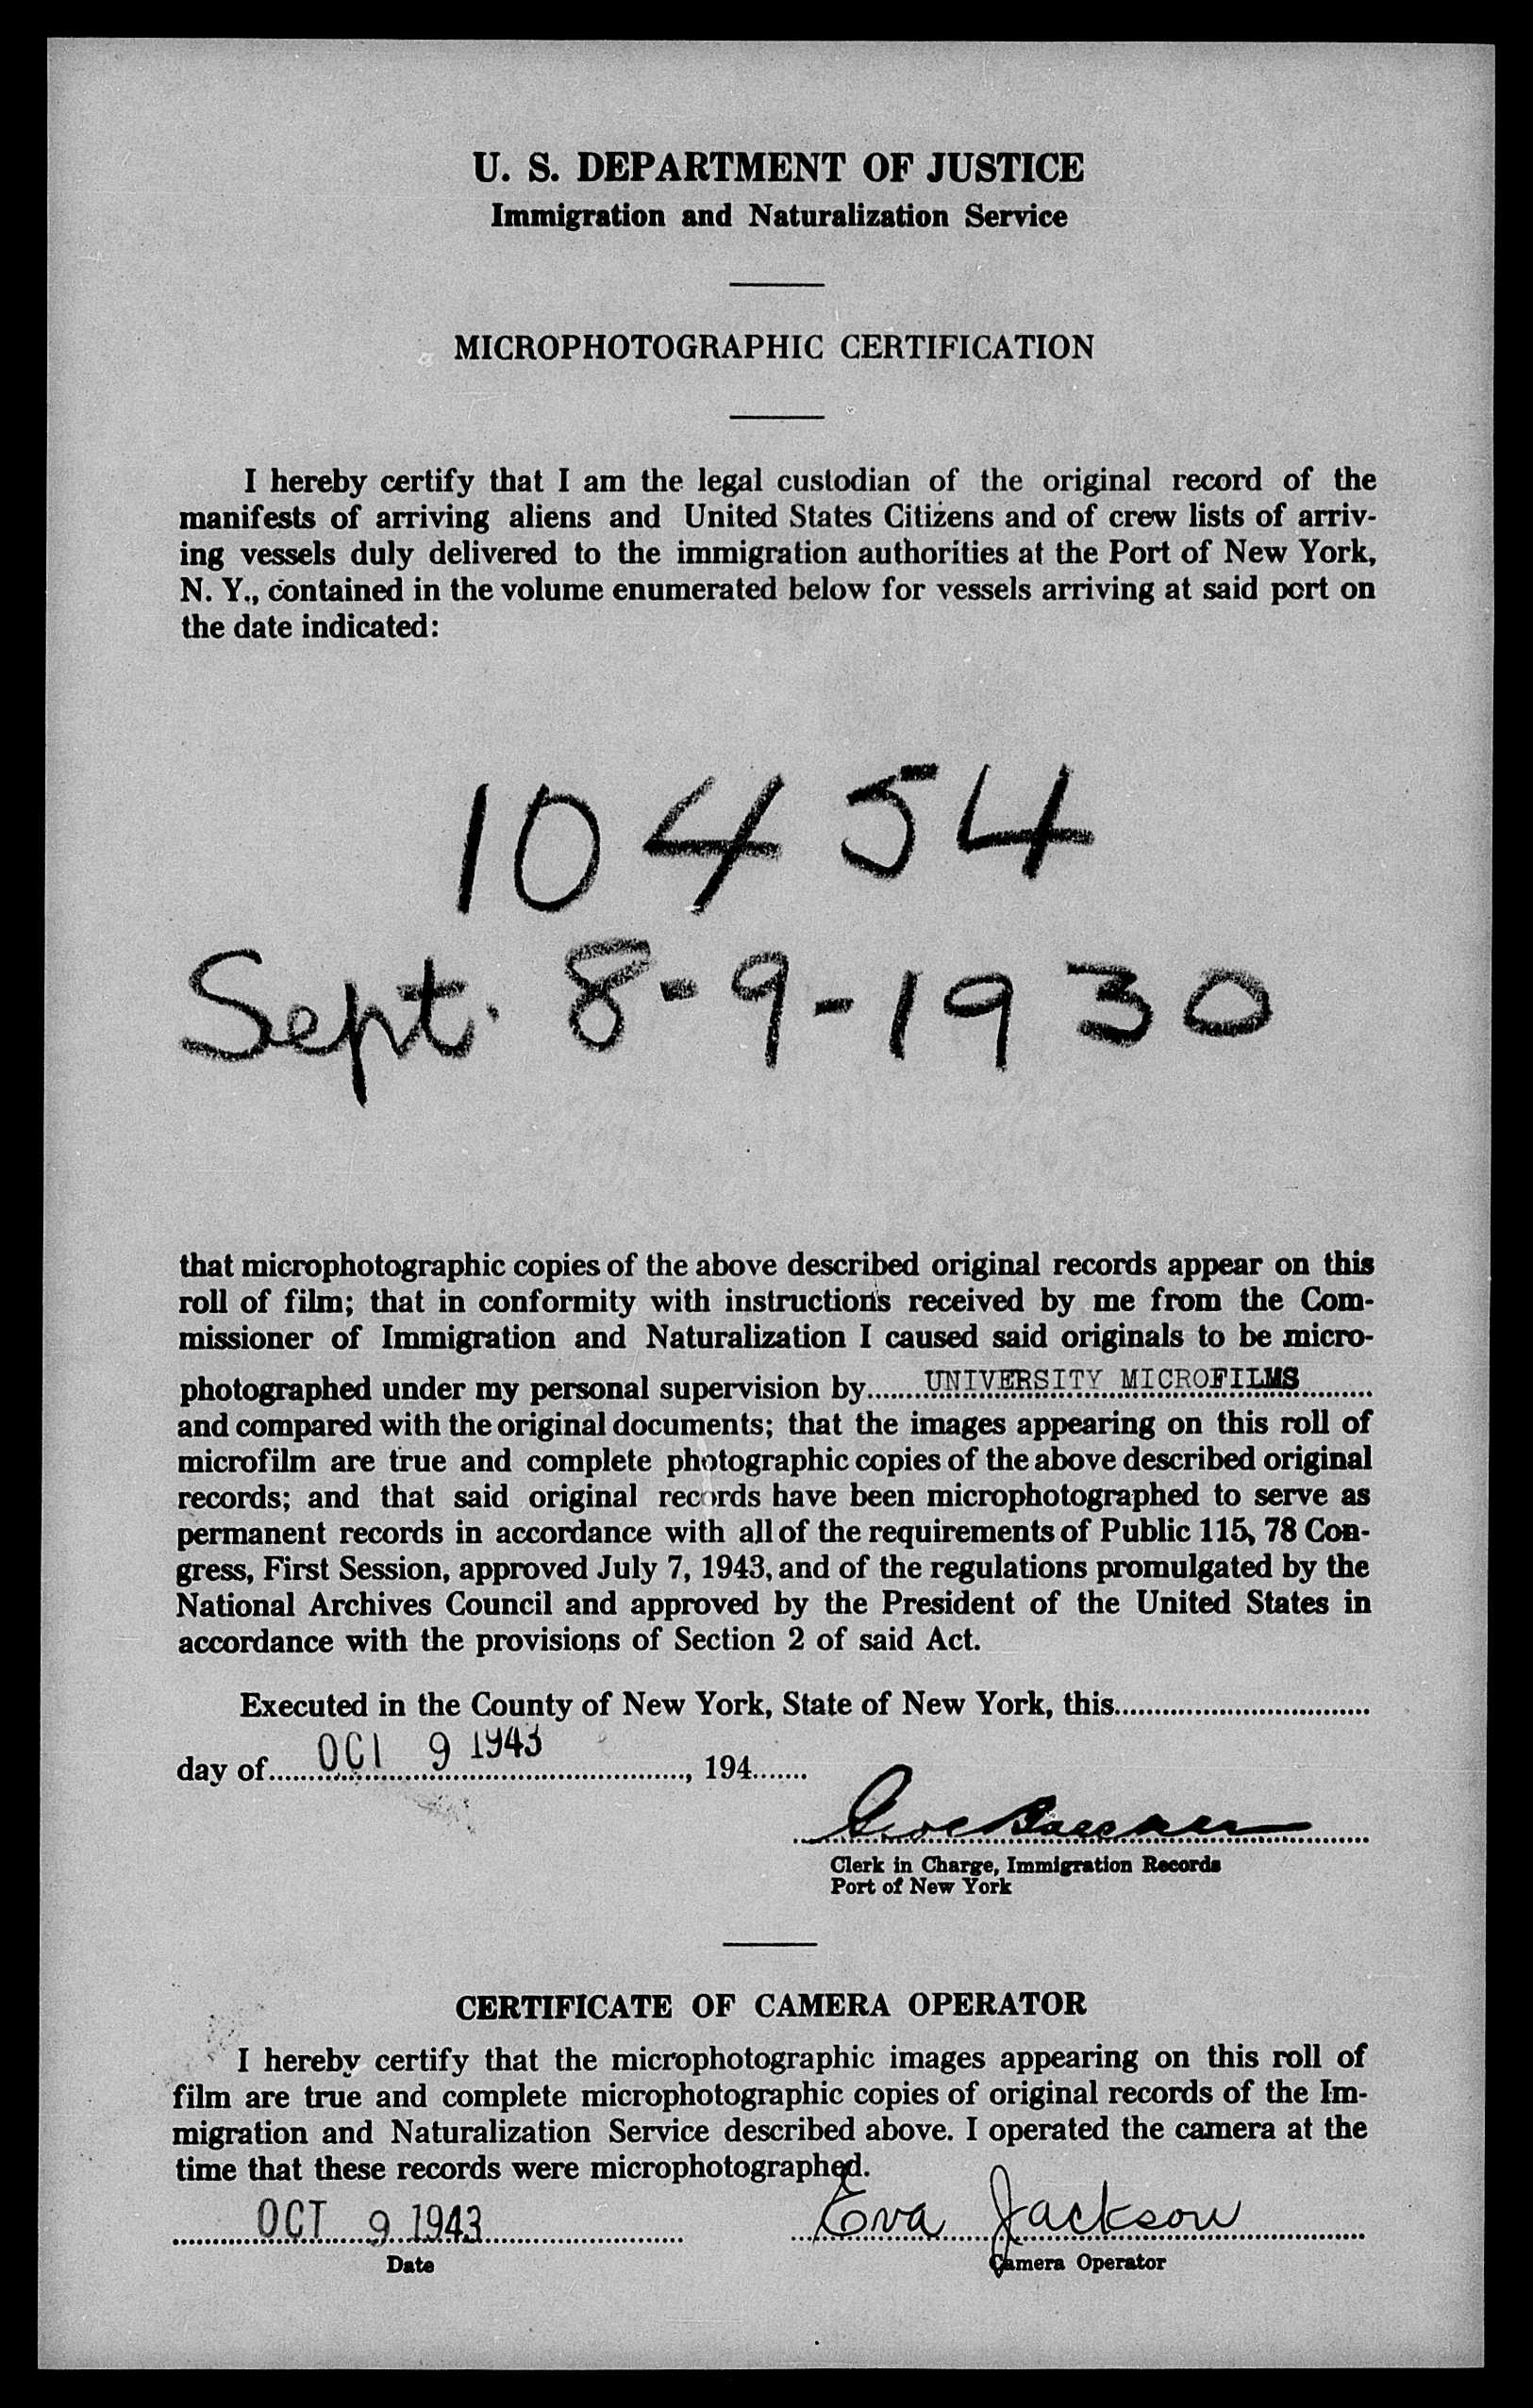 U. S. DEPARTMENT OF JUSTICE
Immigration and Naturalization Service
MICROPHOTOGRAPHIC CERTIFICATION
I hereby certify that I am the legal custodian of the original record of the
manifests of arriving aliens and United States Citizens and of crew lists of arriv-
ing vessels duly delivered to the immigration authorities at the Port of New York,
N. Y., contained in the volume enumerated below for vessels arriving at said port on
the date indicated:
10454
Sept. 8-9-1930
that microphotographic copies of the above described original records appear on this
roll of film; that in conformity with instructions received by me from the Com-
missioner of Immigration and Naturalization I caused said originals to be micro-
photographed under my personal supervision by.......UNIVERSITY MICROFILMS.........
and compared with the original documents; that the images appearing on this roll of
microfilm are true and complete photographic copies of the above described original
records; and that said original records have been microphotographed to serve as
permanent records in accordance with all of the requirements of Public 115, 78 Con-
gress, First Session, approved July 7, 1943, and of the regulations promulgated by the
National Archives Council and approved by the President of the United States in
accordance with the provisions of Section 2 of said Act.
Executed in the County of New York, State of New York, this................................
day of......OCT 9 1943......, 194.......
Clerk in Charge, Immigration Records
Port of New York
CERTIFICATE OF CAMERA OPERATOR
I hereby certify that the microphotographic images appearing on this roll of
film are true and complete microphotographic copies of original records of the Im-
migration and Naturalization Service described above. I operated the camera at the
time that these records were microphotographed.
OCT 9 1943 Eva Jackson
Date Camera Operator